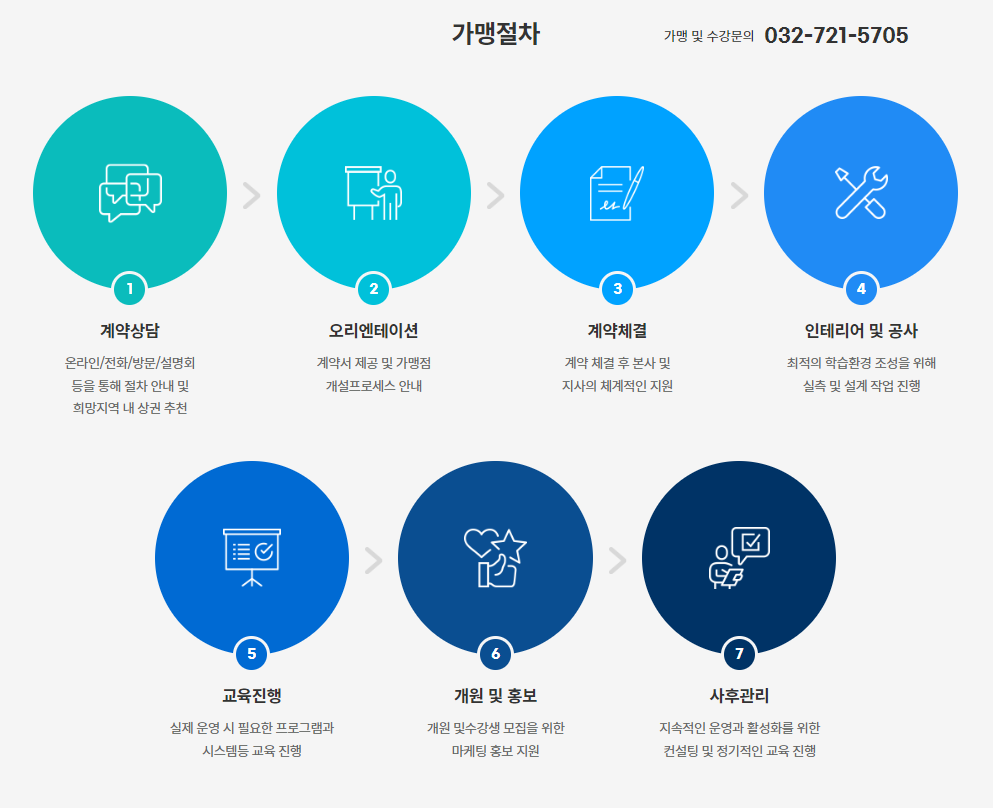 가맹절차
가맹 및 수강문의 032-721-5705
1
계약상담
온라인/전화/방문/설명회
등을 통해 절차 안내 및
희망지역 내 상권 추천
2
오리엔테이션
계약서 제공 및 가맹점
개설프로세스 안내
3
계약체결
계약 체결 후 본사 및
지사의 체계적인 지원
4
인테리어 및 공사
최적의 학습환경 조성을 위해
실측 및 설계 작업 진행
5
교육진행
실제 운영 시 필요한 프로그램과
시스템등 교육 진행
6
개원 및 홍보
개원 및수강생 모집을 위한
마케팅 홍보 지원
7
사후관리
지속적인 운영과 활성화를 위한
컨설팅 및 정기적인 교육 진행